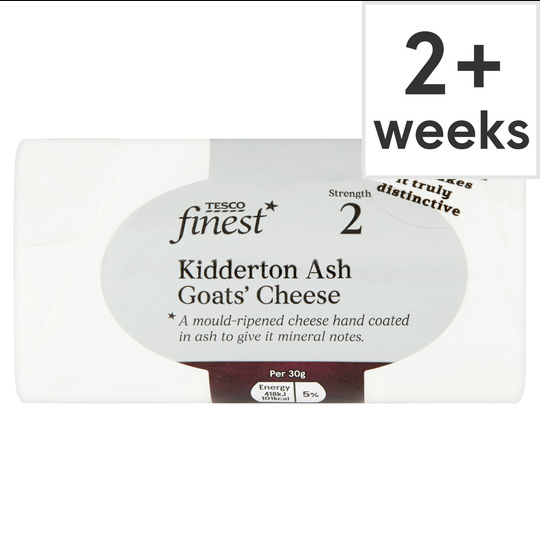 2+
weeks
it truly
distinctive
TESCO
finest*
Strength
2
Kidderton Ash
Goats' Cheese
*A mould-ripened cheese hand coated
in ash to give it mineral notes.
Per 30g
Energy
418kJ
101kcal
5%